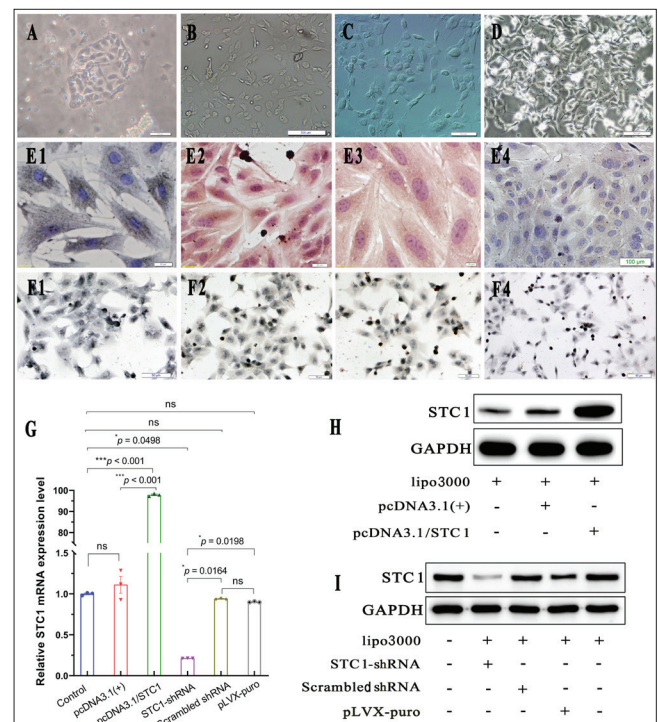 A
B
C
D
E1
E2
E3
E4
100 μm
F1
F2
F4
G
ns
ns
*p = 0.0498
***p < 0.001
***p < 0.001
ns
*p = 0.0198
*p = 0.0164
ns
Relative STC1 mRNA expression level
100
90
80
70
60
1.5
1.0
0.5
0.0
Control
pcDNA3.1(+)
pcDNA3.1/STC1
STC1-shRNA
Scrambled shRNA
pLVX-puro
H
STC1
GAPDH
lipo3000 + + +
pcDNA3.1(+) - + -
pcDNA3.1/STC1 - - +
I
STC1
GAPDH
lipo3000 - + + + +
STC1-shRNA - + - - -
Scrambled shRNA - - + - -
pLVX-puro - - - + -